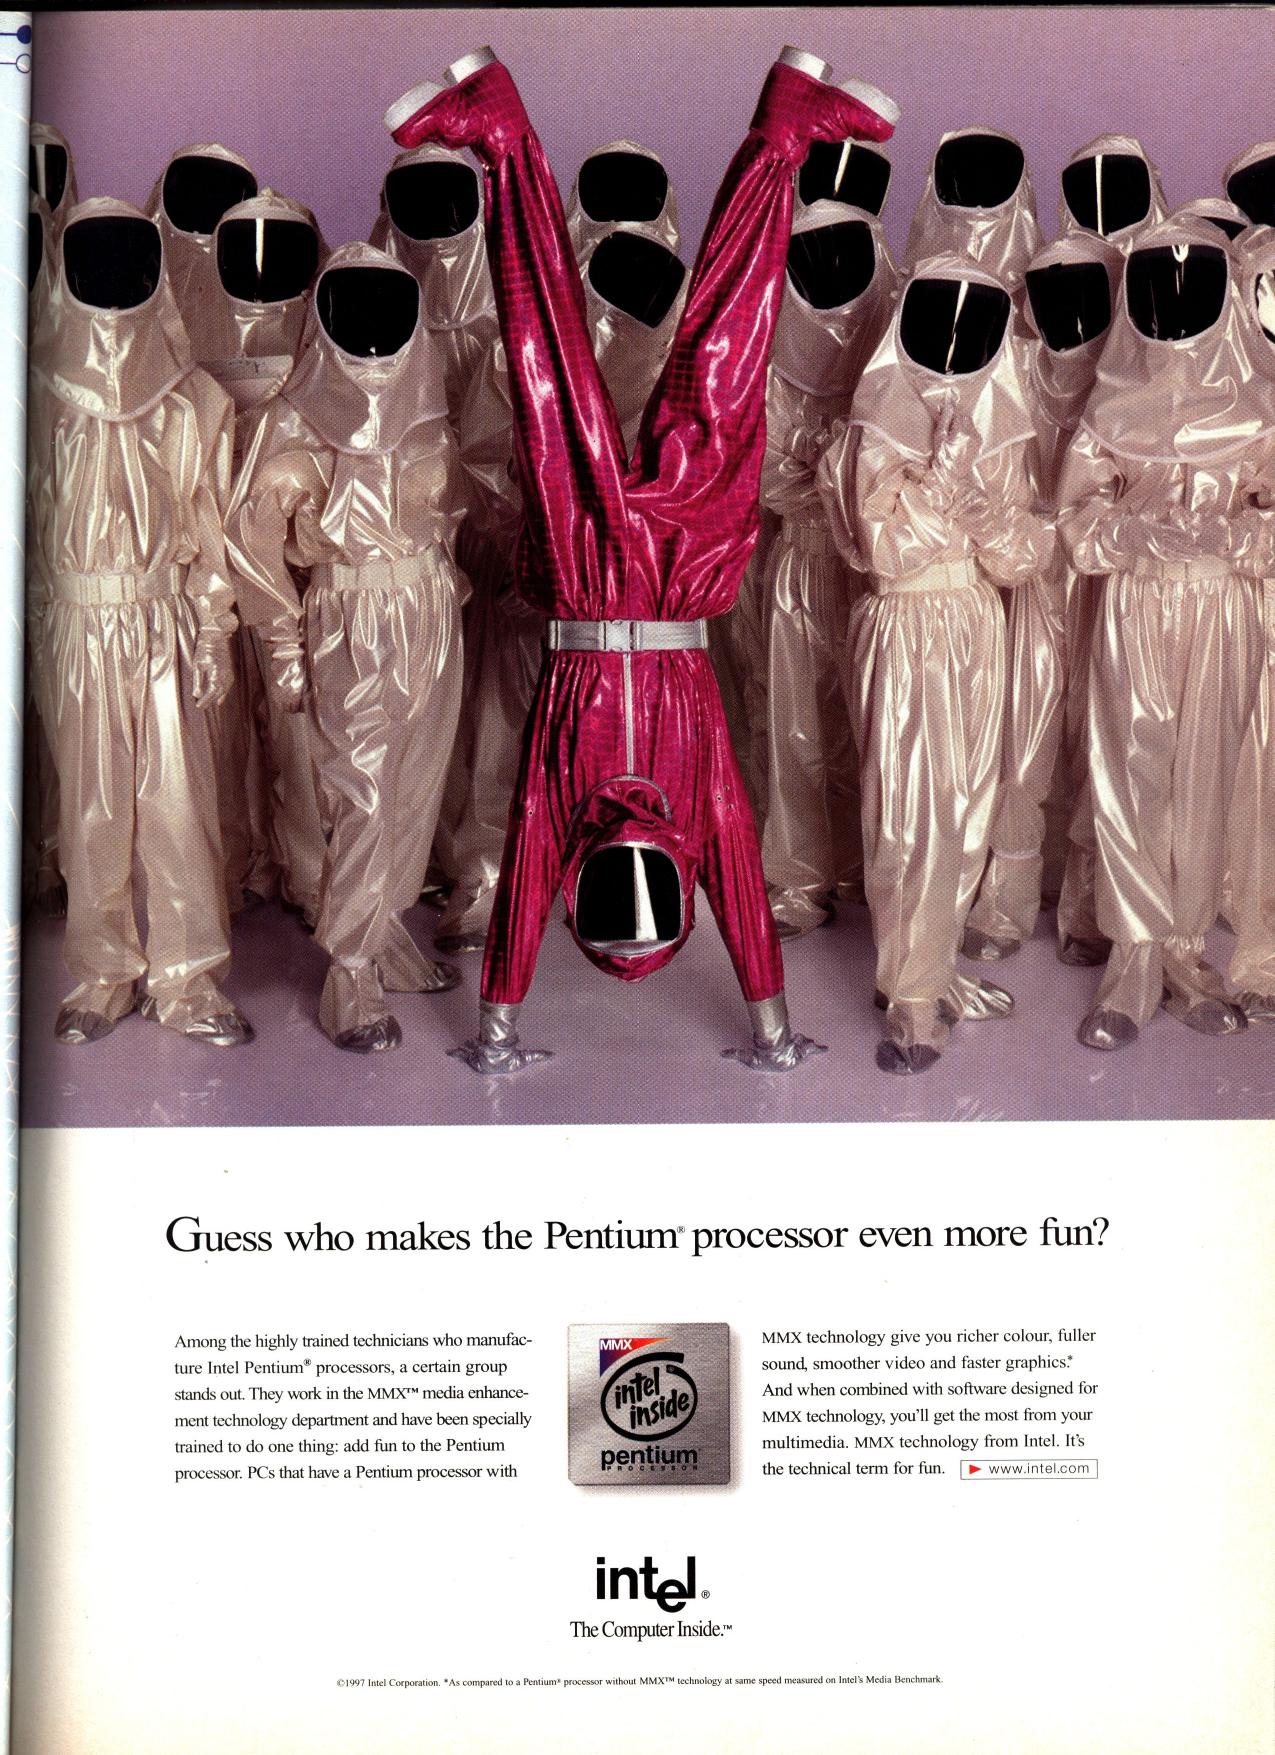 Guess who makes the Pentium® processor even more fun?
Among the highly trained technicians who manufac-
ture Intel Pentium® processors, a certain group
stands out. They work in the MMX™ media enhance-
ment technology department and have been specially
trained to do one thing: add fun to the Pentium
processor. PCs that have a Pentium processor with
MMX
intel®
inside
pentium®
PROCESSOR
MMX technology give you richer colour, fuller
sound, smoother video and faster graphics.*
And when combined with software designed for
MMX technology, you'll get the most from your
multimedia. MMX technology from Intel. It's
the technical term for fun. ► www.intel.com
intel®
The Computer Inside.™
©1997 Intel Corporation. *As compared to a Pentium® processor without MMX™ technology at same speed measured on Intel's Media Benchmark.